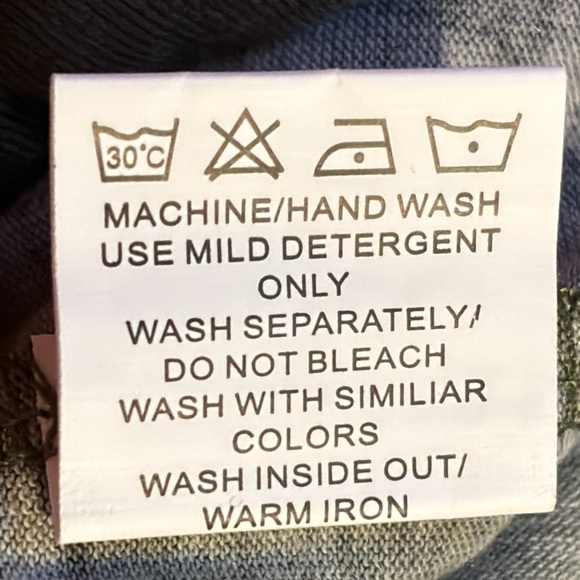 30°C
MACHINE/HAND WASH
USE MILD DETERGENT
ONLY
WASH SEPARATELY/
DO NOT BLEACH
WASH WITH SIMILIAR
COLORS
WASH INSIDE OUT/
WARM IRON